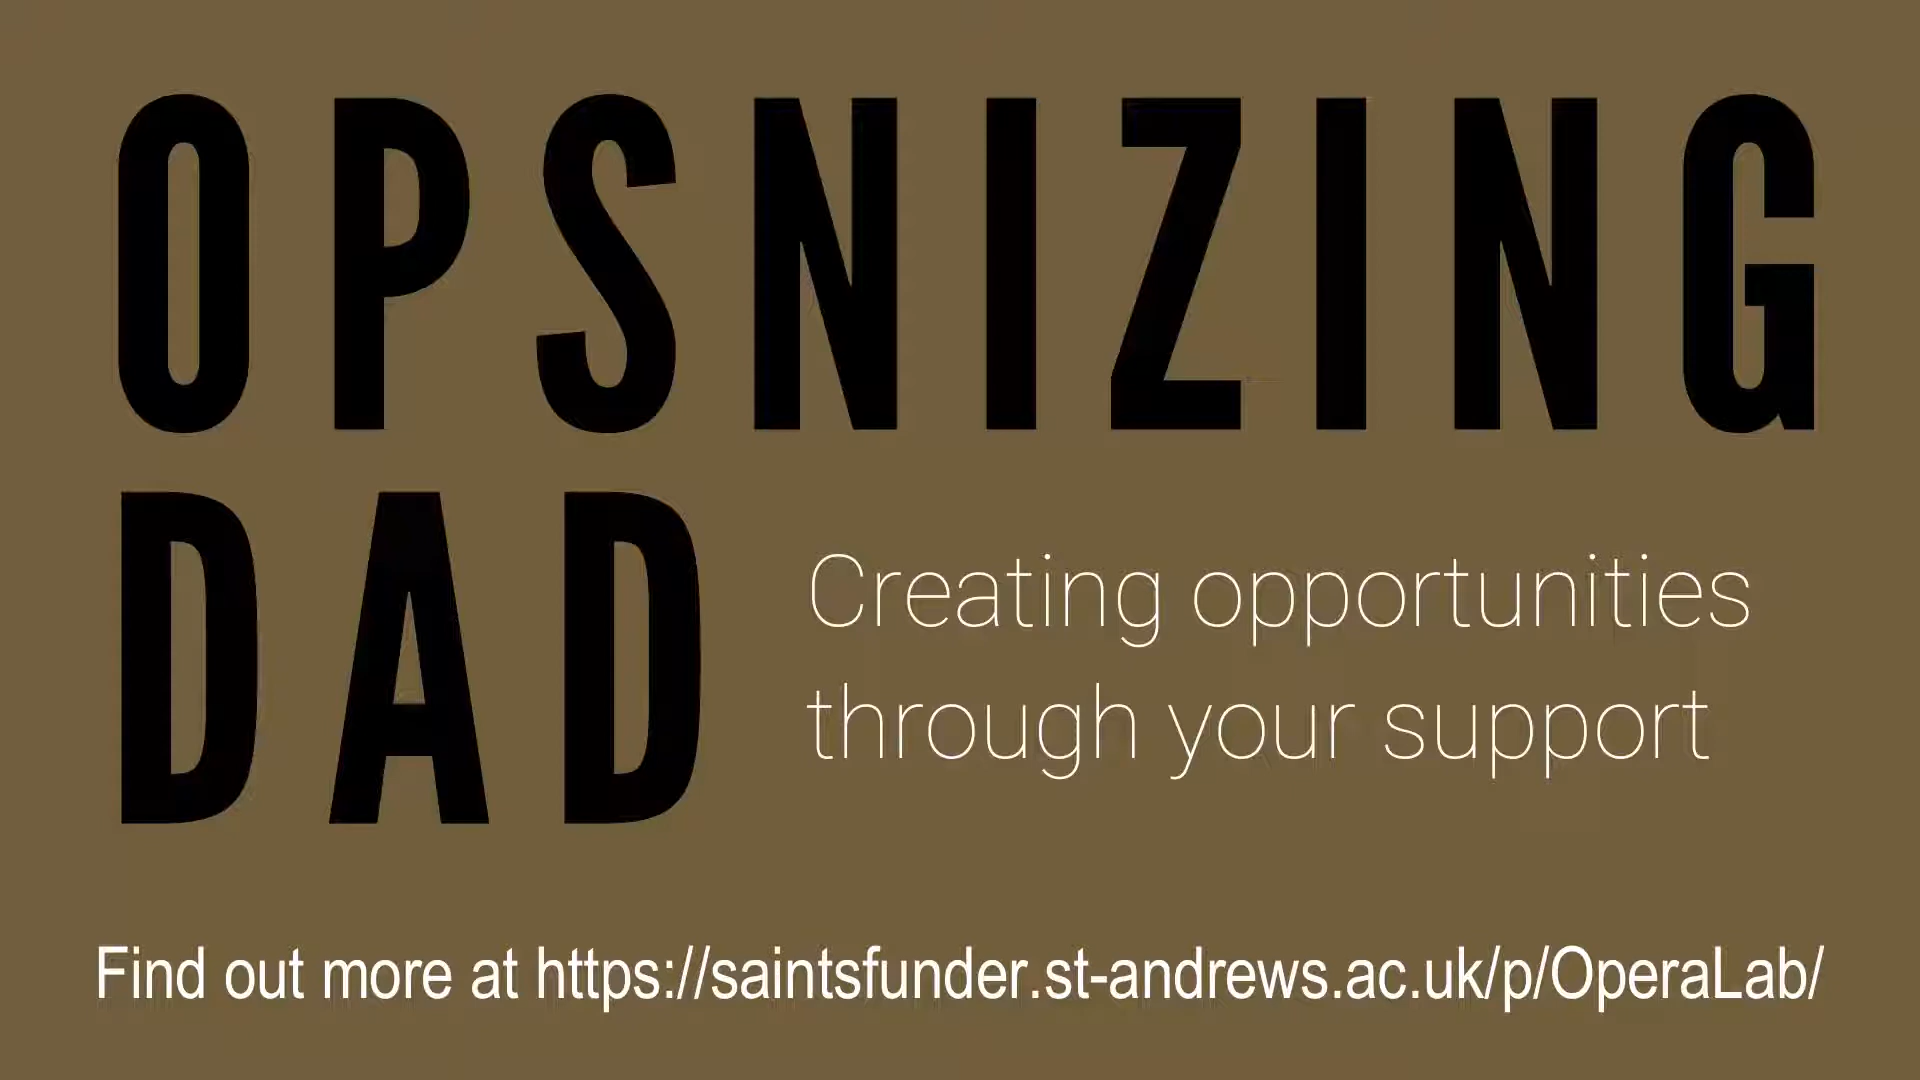 OPSNIZING
DAD
Creating opportunities
through your support
Find out more at https://saintsfunder.st-andrews.ac.uk/p/OperaLab/